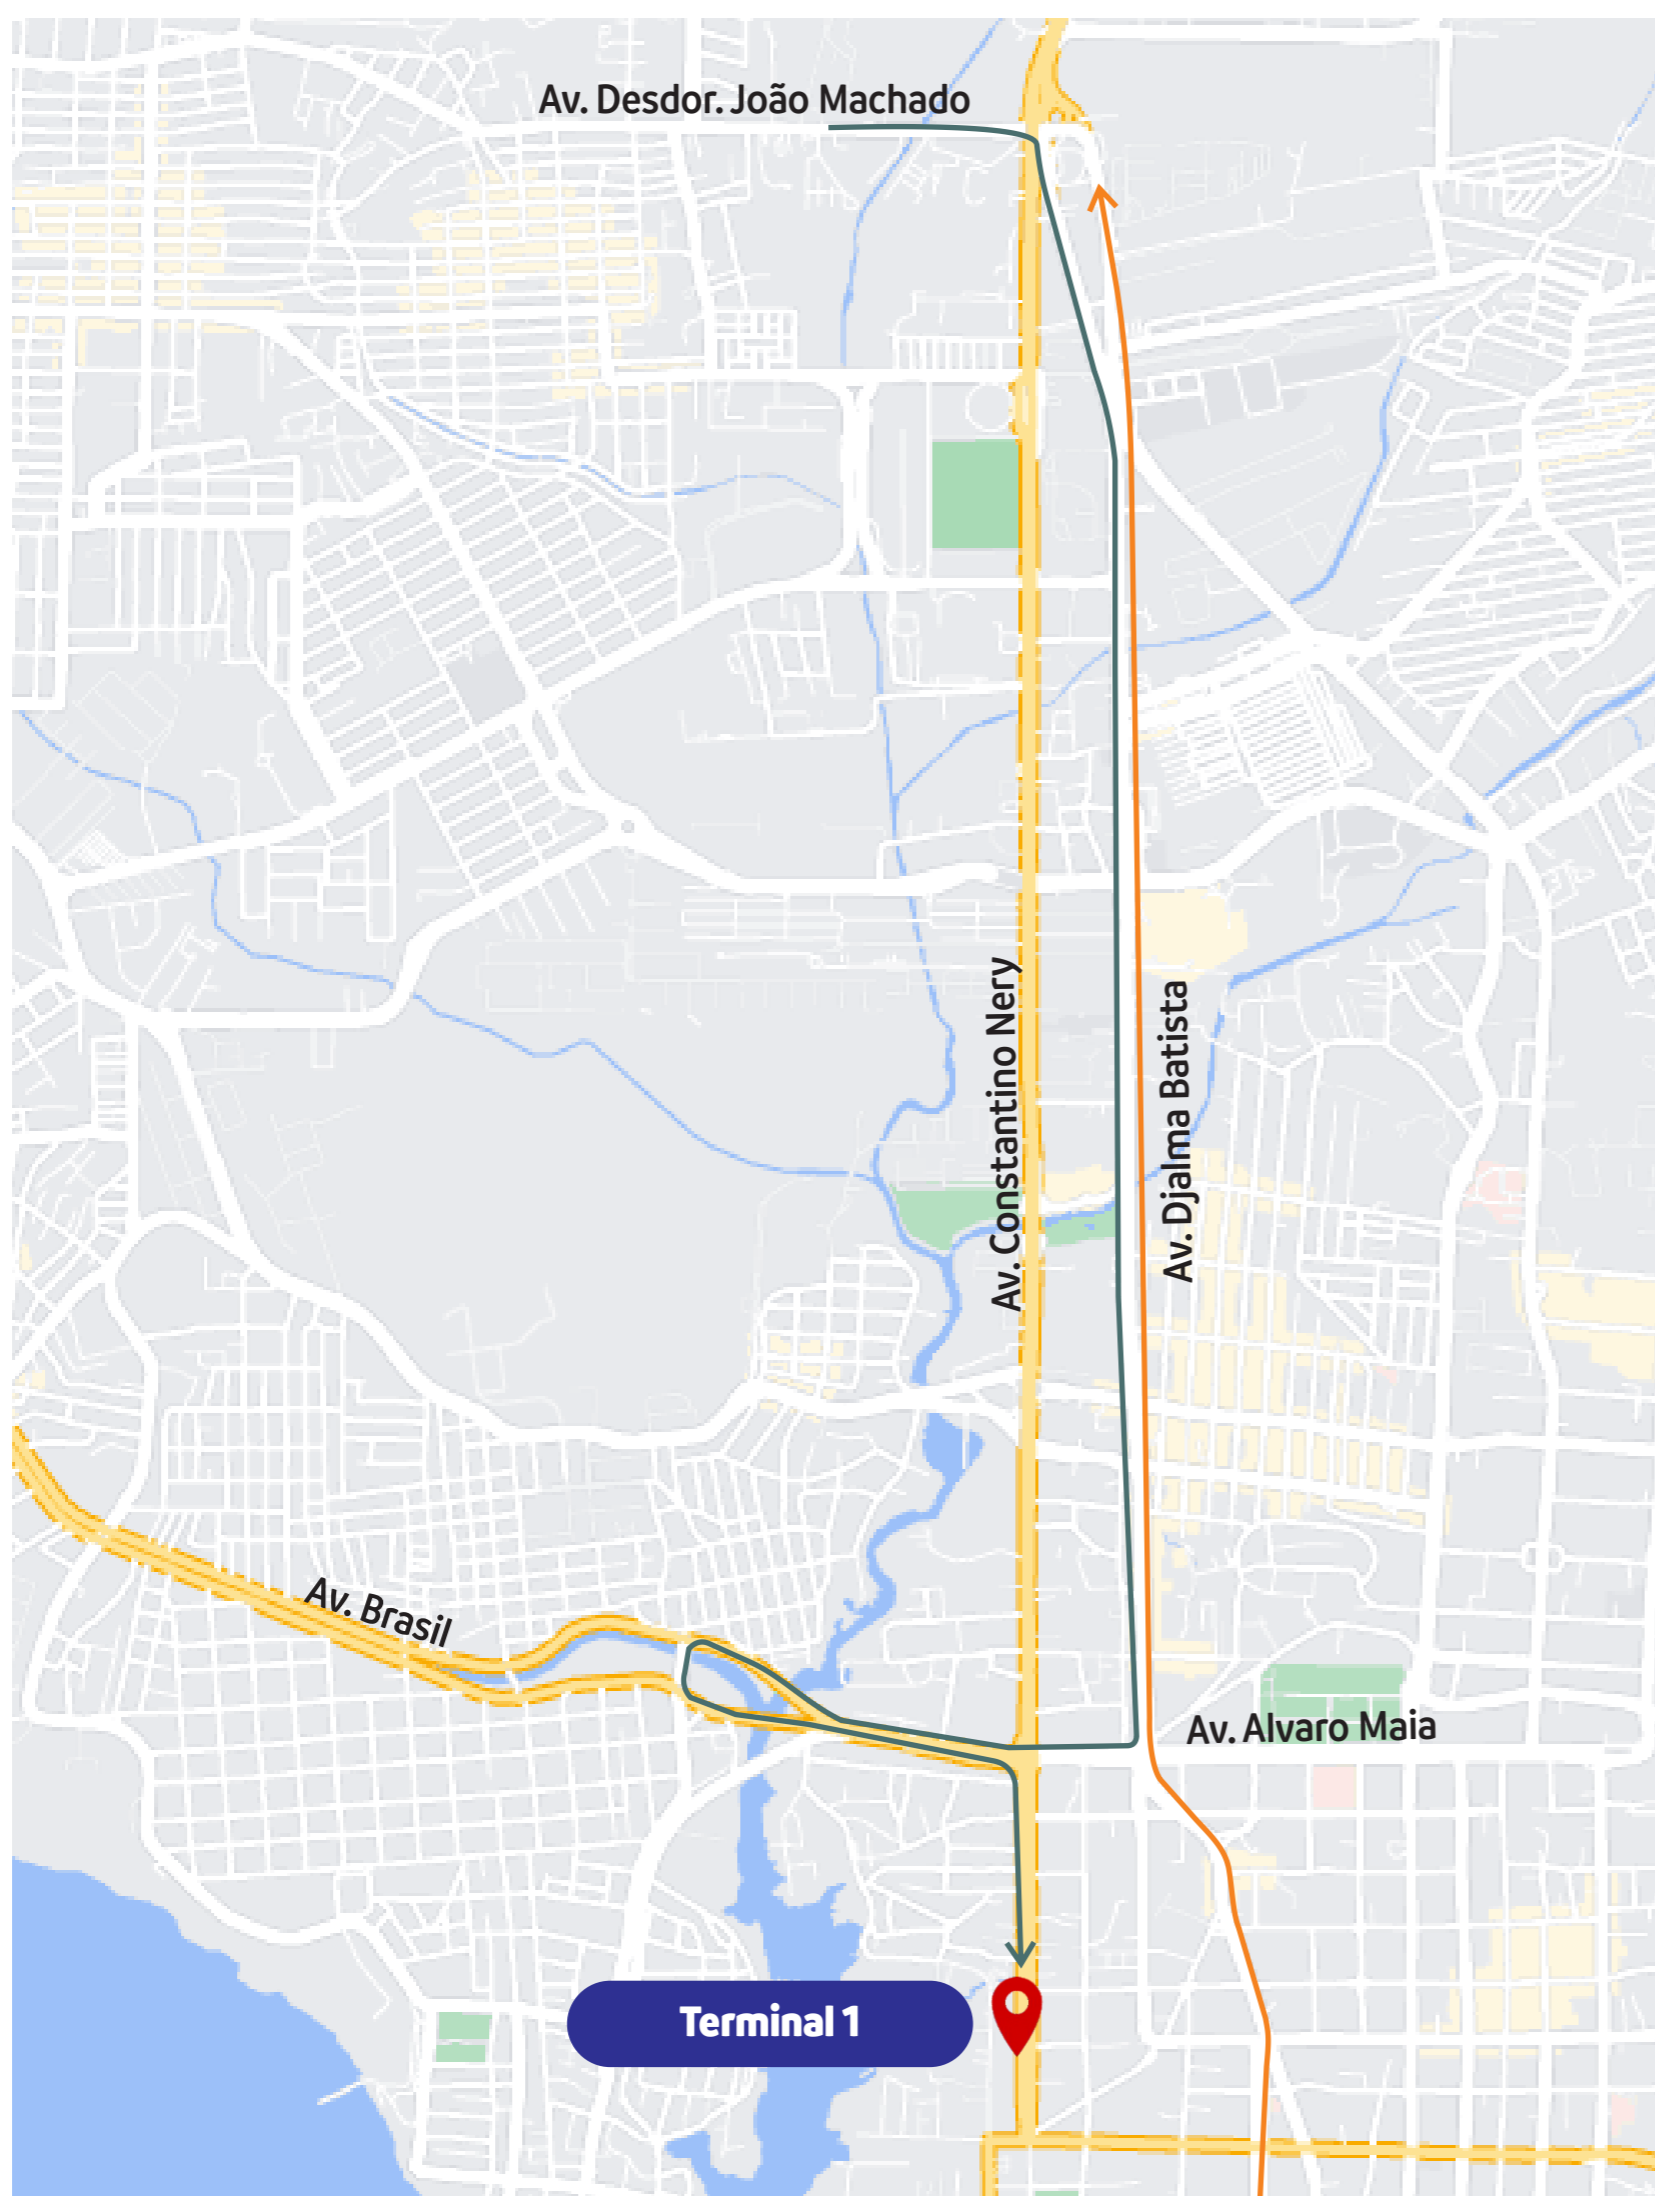 Av. Desdor. João Machado
Av. Constantino Nery
Av. Djalma Batista
Av. Brasil
Av. Alvaro Maia
Terminal 1